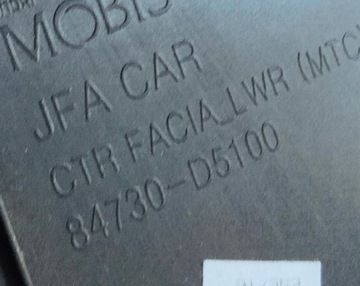 MOBIS
JFA CAR
CTR FACIA_LWR (MTC)
84730-D5100